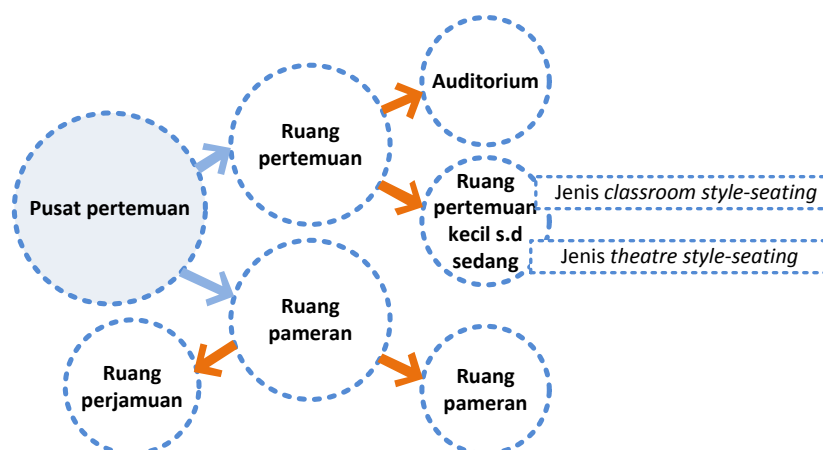 Pusat pertemuan
Ruang
pertemuan
Auditorium
Ruang
pertemuan
kecil s.d
sedang
Jenis classroom style-seating
Jenis theatre style-seating
Ruang
pameran
Ruang
perjamuan
Ruang
pameran